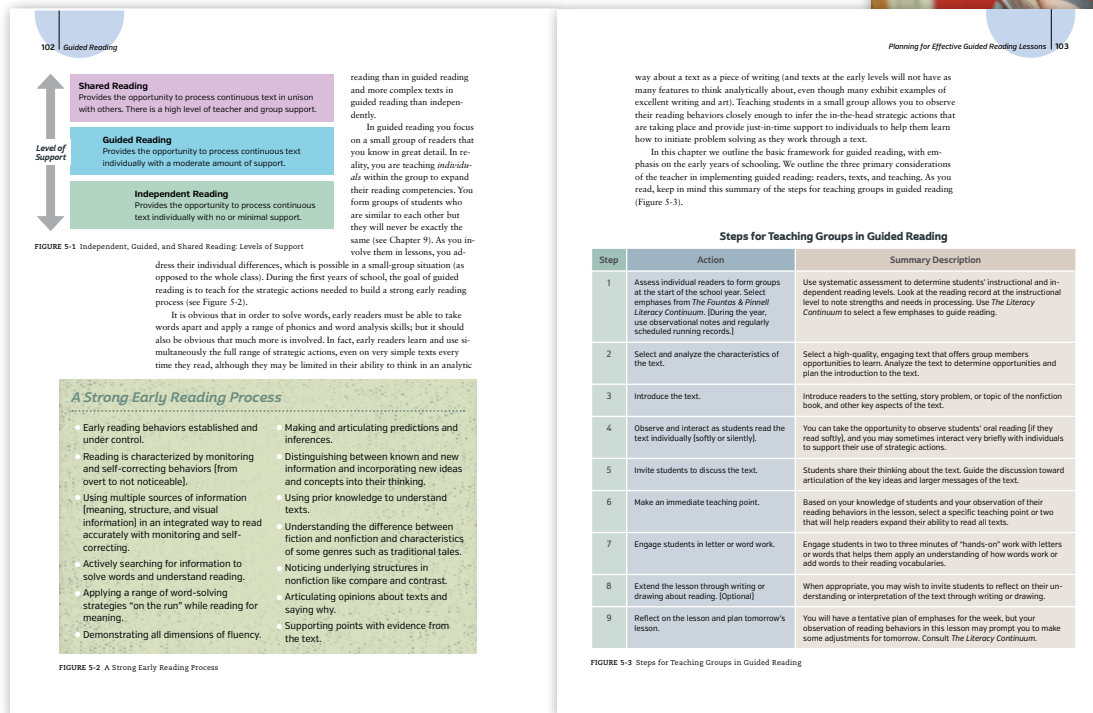 102 Guided Reading
Shared Reading
Provides the opportunity to process continuous text in unison
with others. There is a high level of teacher and group support.
Level of
Support
Guided Reading
Provides the opportunity to process continuous text
individually with a moderate amount of support.
Independent Reading
Provides the opportunity to process continuous
text individually with no or minimal support.
FIGURE 5-1 Independent, Guided, and Shared Reading: Levels of Support
reading than in guided reading
and more complex texts in
guided reading than indepen-
dently.
In guided reading you focus
on a small group of readers that
you know in great detail. In re-
ality, you are teaching individu-
als within the group to expand
their reading competencies. You
form groups of students who
are similar to each other but
they will never be exactly the
same (see Chapter 9). As you in-
volve them in lessons, you ad-
dress their individual differences, which is possible in a small-group situation (as
opposed to the whole class). During the first years of school, the goal of guided
reading is to teach for the strategic actions needed to build a strong early reading
process (see Figure 5-2).
It is obvious that in order to solve words, early readers must be able to take
words apart and apply a range of phonics and word analysis skills; but it should
also be obvious that much more is involved. In fact, early readers learn and use si-
multaneously the full range of strategic actions, even on very simple texts every
time they read, although they may be limited in their ability to think in an analytic
A Strong Early Reading Process
Early reading behaviors established and
under control.
Reading is characterized by monitoring
and self-correcting behaviors [from
overt to not noticeable].
Using multiple sources of information
[meaning, structure, and visual
information] in an integrated way to read
accurately with monitoring and self-
correcting.
Actively searching for information to
solve words and understand reading.
Applying a range of word-solving
strategies “on the run” while reading for
meaning.
Demonstrating all dimensions of fluency.
Making and articulating predictions and
inferences.
Distinguishing between known and new
information and incorporating new ideas
and concepts into their thinking.
Using prior knowledge to understand
texts.
Understanding the difference between
fiction and nonfiction and characteristics
of some genres such as traditional tales.
Noticing underlying structures in
nonfiction like compare and contrast.
Articulating opinions about texts and
saying why.
Supporting points with evidence from
the text.
FIGURE 5-2 A Strong Early Reading Process
Planning for Effective Guided Reading Lessons 103
way about a text as a piece of writing (and texts at the early levels will not have as
many features to think analytically about, even though many exhibit examples of
excellent writing and art). Teaching students in a small group allows you to observe
their reading behaviors closely enough to infer the in-the-head strategic actions that
are taking place and provide just-in-time support to individuals to help them learn
how to initiate problem solving as they work through a text.
In this chapter we outline the basic framework for guided reading, with em-
phasis on the early years of schooling. We outline the three primary considerations
of the teacher in implementing guided reading: readers, texts, and teaching. As you
read, keep in mind this summary of the steps for teaching groups in guided reading
(Figure 5-3).
Steps for Teaching Groups in Guided Reading
Step Action Summary Description
1
Assess individual readers to form groups
at the start of the school year. Select
emphases from The Fountas & Pinnell
Literacy Continuum. [During the year,
use observational notes and regularly
scheduled running records.]
Use systematic assessment to determine students’ instructional and in-
dependent reading levels. Look at the reading record at the instructional
level to note strengths and needs in processing. Use The Literacy
Continuum to select a few emphases to guide reading.
2
Select and analyze the characteristics of
the text.
Select a high-quality, engaging text that offers group members
opportunities to learn. Analyze the text to determine opportunities and
plan the introduction to the text.
3
Introduce the text.
Introduce readers to the setting, story problem, or topic of the nonfiction
book, and other key aspects of the text.
4
Observe and interact as students read the
text individually [softly or silently].
You can take the opportunity to observe students’ oral reading [if they
read softly], and you may sometimes interact very briefly with individuals
to support their use of strategic actions.
5
Invite students to discuss the text.
Students share their thinking about the text. Guide the discussion toward
articulation of the key ideas and larger messages of the text.
6
Make an immediate teaching point.
Based on your knowledge of students and your observation of their
reading behaviors in the lesson, select a specific teaching point or two
that will help readers expand their ability to read all texts.
7
Engage students in letter or word work.
Engage students in two to three minutes of “hands-on” work with letters
or words that helps them apply an understanding of how words work or
add words to their reading vocabularies.
8
Extend the lesson through writing or
drawing about reading. [Optional]
When appropriate, you may wish to invite students to reflect on their un-
derstanding or interpretation of the text through writing or drawing.
9
Reflect on the lesson and plan tomorrow’s
lesson.
You will have a tentative plan of emphases for the week, but your
observation of reading behaviors in this lesson may prompt you to make
some adjustments for tomorrow. Consult The Literacy Continuum.
FIGURE 5-3 Steps for Teaching Groups in Guided Reading